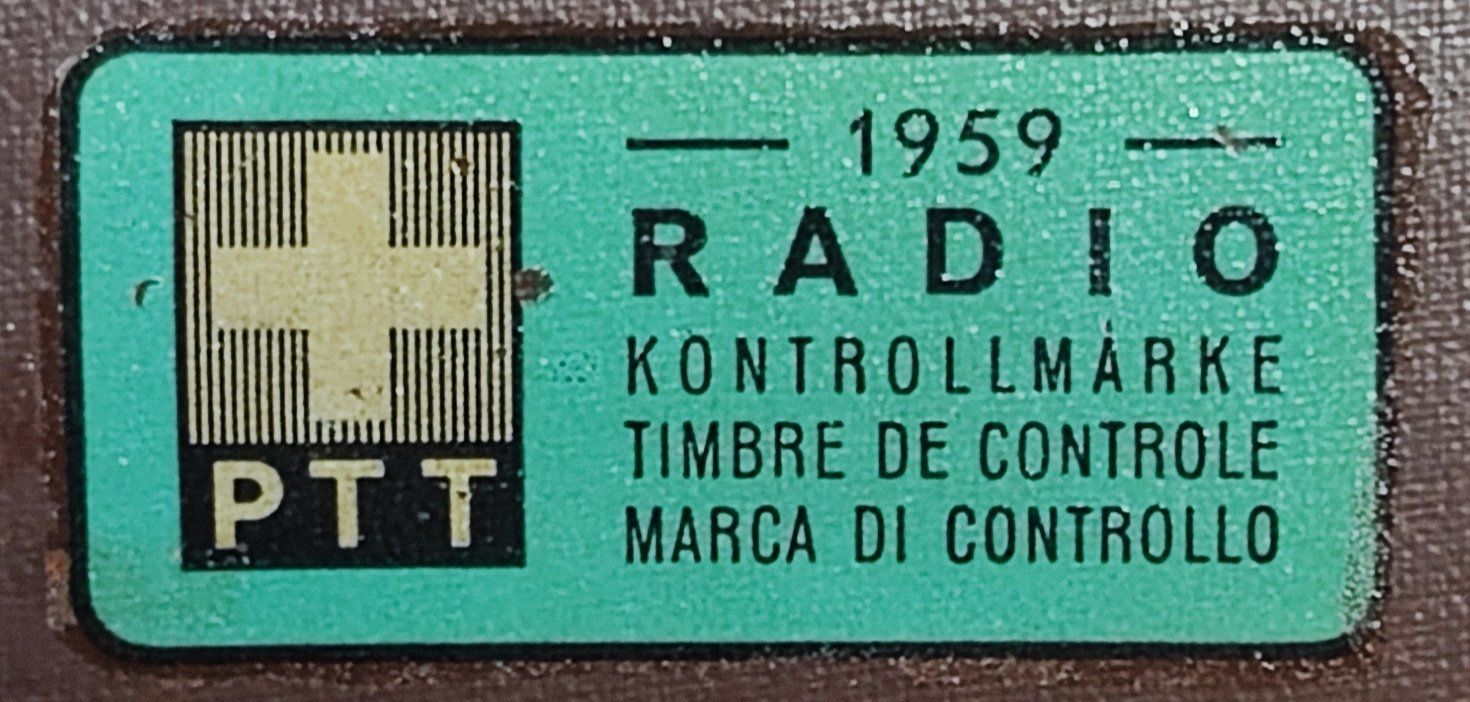 PTT
1959
RADIO
KONTROLLMARKE
TIMBRE DE CONTROLE
MARCA DI CONTROLLO